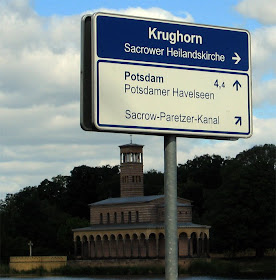 Krughorn
Sacrower Heilandskirche
Potsdam 4,4
Potsdamer Havelseen
Sacrow-Paretzer-Kanal